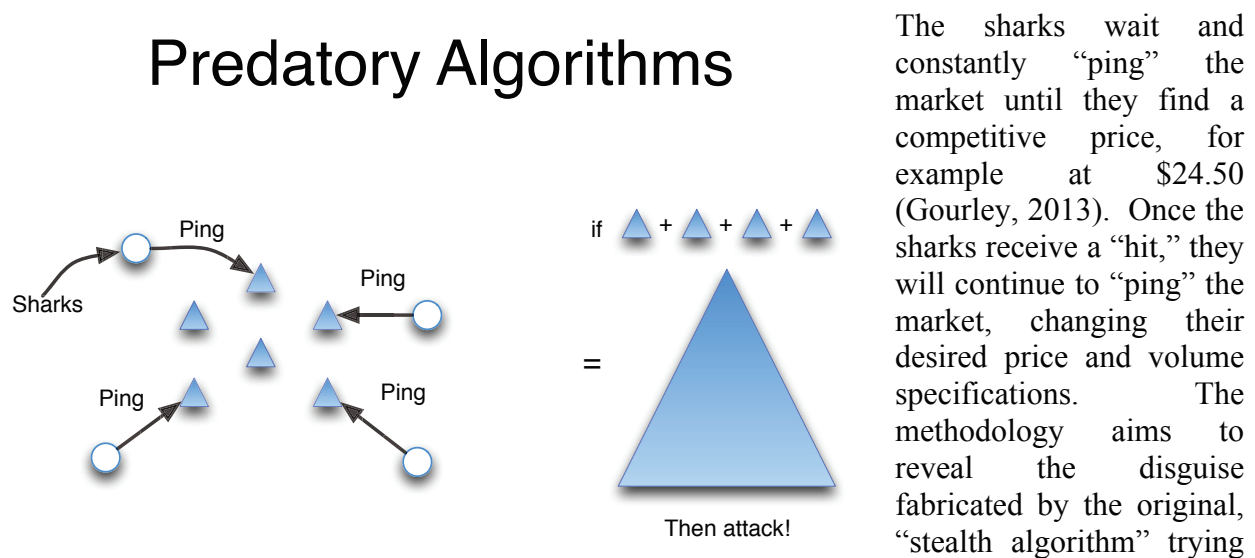 Predatory Algorithms
Ping
Sharks
Ping
Ping
Ping
if + + +
=
Then attack!
The sharks wait and
constantly “ping” the
market until they find a
competitive price, for
example at $24.50
(Gourley, 2013). Once the
sharks receive a “hit,” they
will continue to “ping” the
market, changing their
desired price and volume
specifications. The
methodology aims to
reveal the disguise
fabricated by the original,
“stealth algorithm” trying